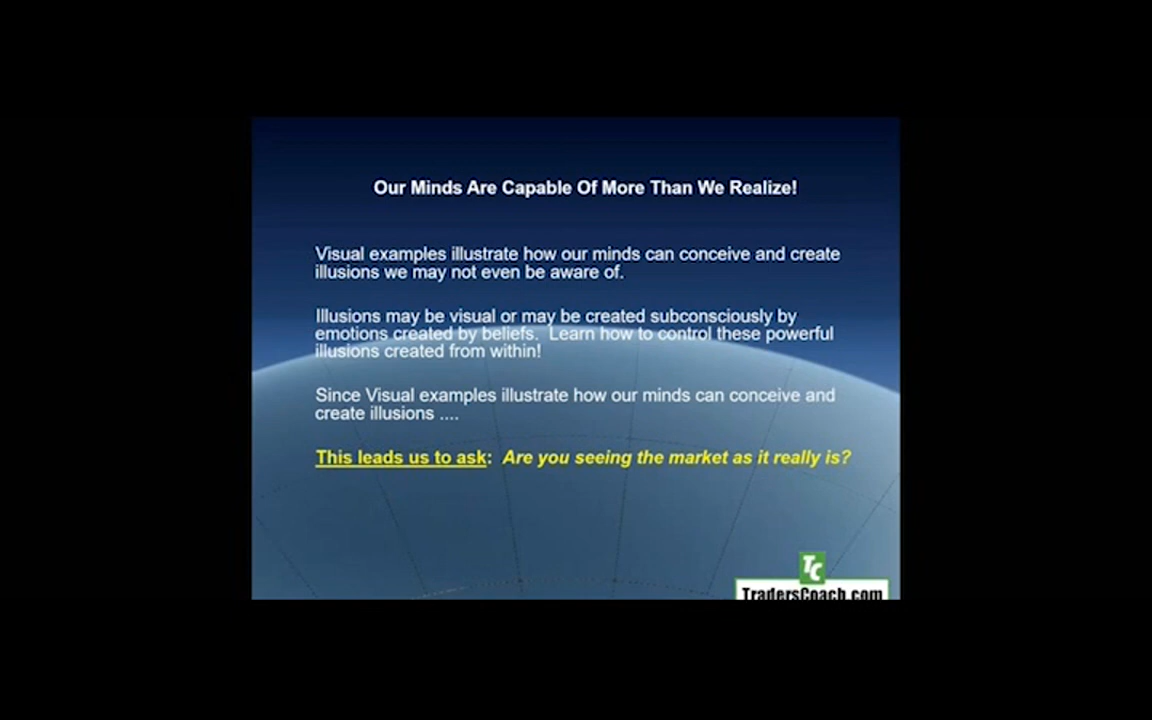 Our Minds Are Capable Of More Than We Realize!
Visual examples illustrate how our minds can conceive and create
illusions we may not even be aware of.
Illusions may be visual or may be created subconsciously by
emotions created by beliefs. Learn how to control these powerful
illusions created from within!
Since Visual examples illustrate how our minds can conceive and
create illusions ....
This leads us to ask: Are you seeing the market as it really is?
TC
TradersCoach.com